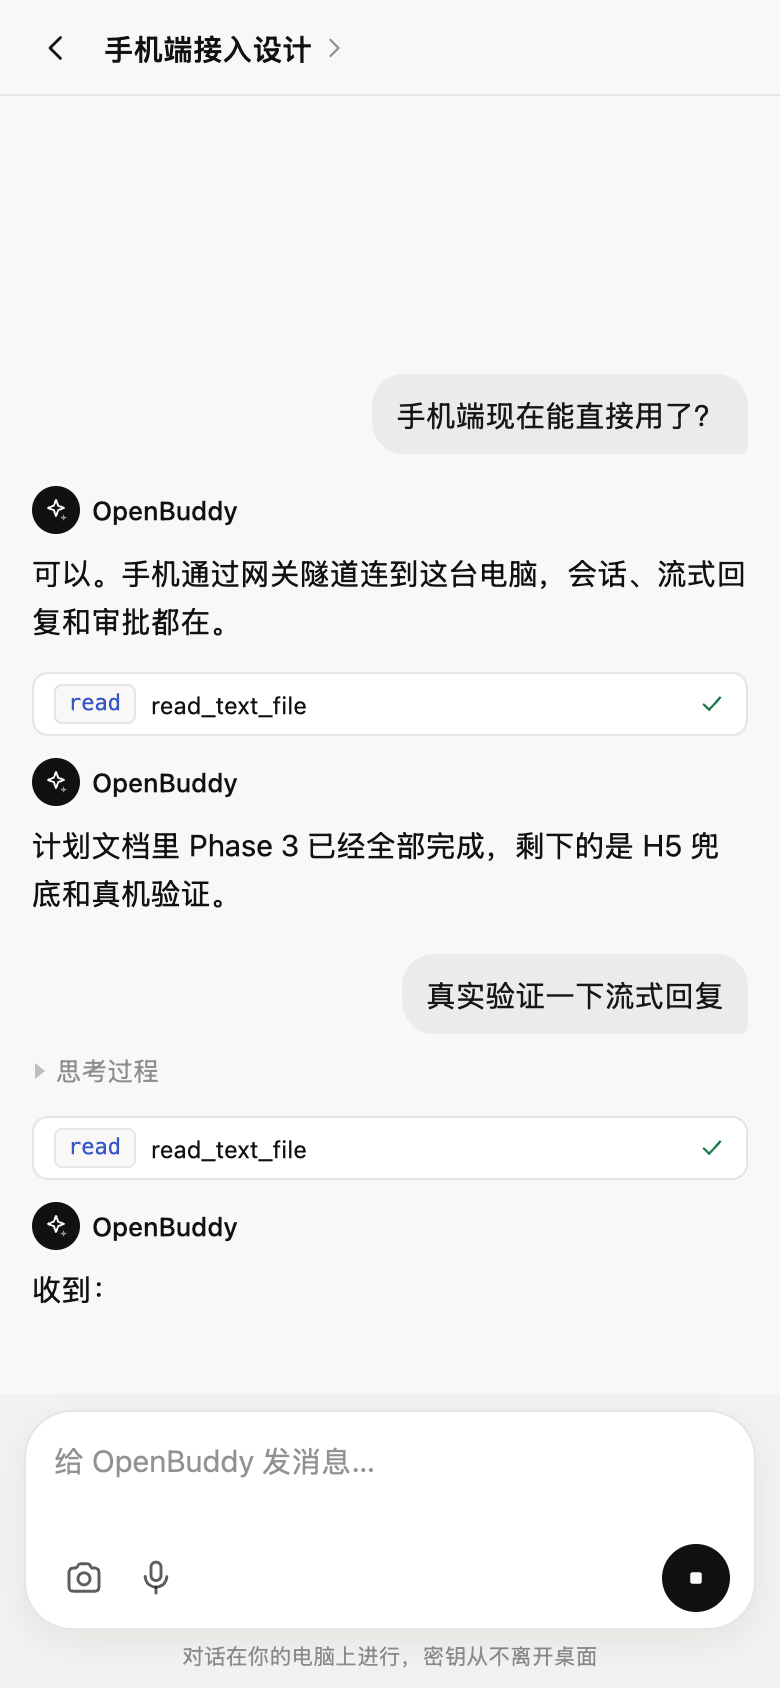 手机端接入设计
手机端现在能直接用了？
OpenBuddy
可以。手机通过网关隧道连到这台电脑，会话、流式回
复和审批都在。
read read_text_file
OpenBuddy
计划文档里 Phase 3 已经全部完成，剩下的是 H5 兜
底和真机验证。
真实验证一下流式回复
思考过程
read read_text_file
OpenBuddy
收到：
给 OpenBuddy 发消息...
对话在你的电脑上进行，密钥从不离开桌面